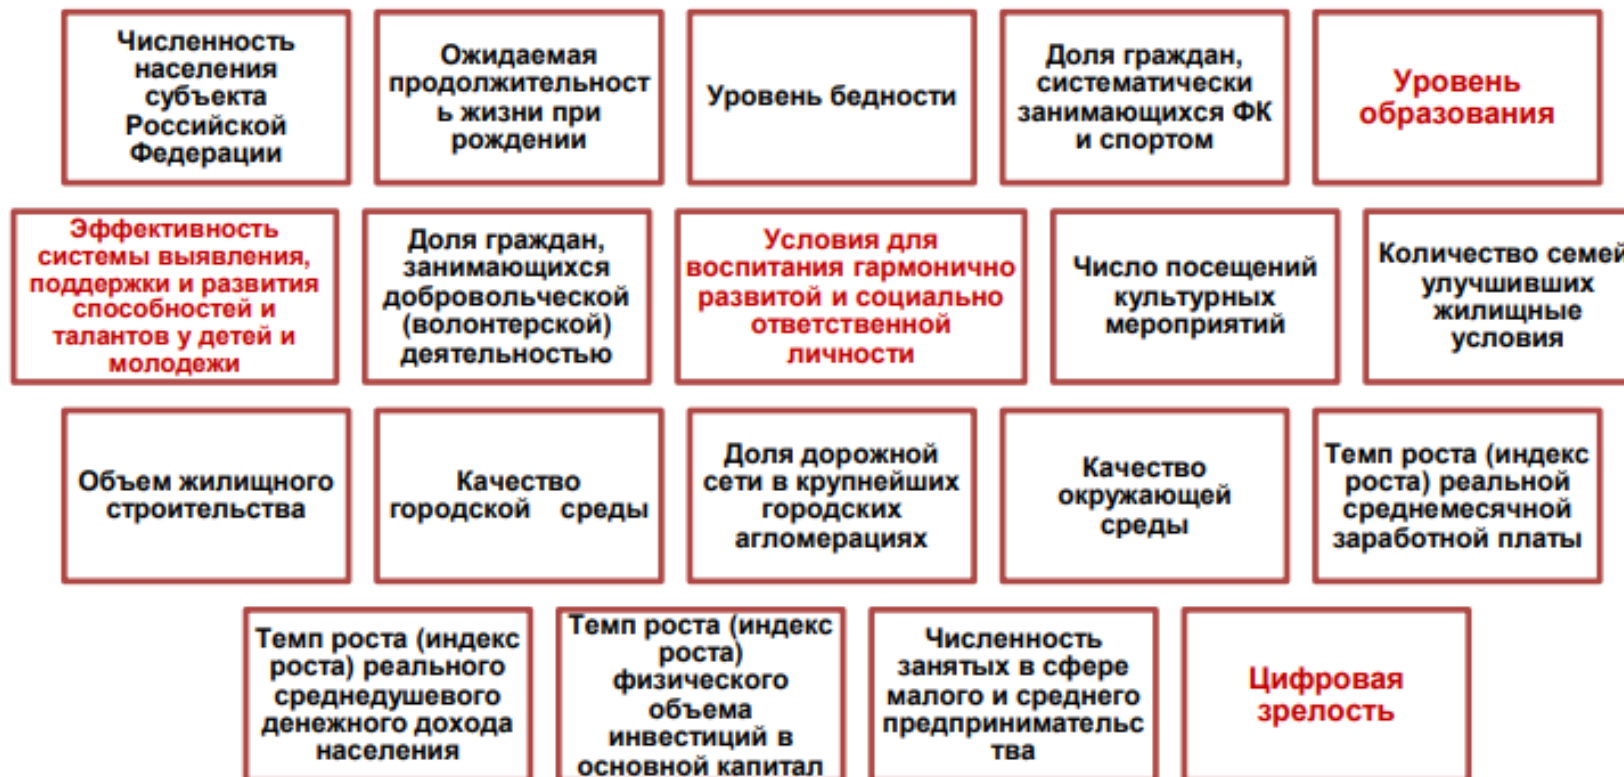 Численность
населения
субъекта
Российской
Федерации
Ожидаемая
продолжительност
ь жизни при
рождении
Уровень бедности
Доля граждан,
систематически
занимающихся ФК
и спортом
Уровень
образования
Эффективность
системы выявления,
поддержки и развития
способностей и
талантов у детей и
молодежи
Доля граждан,
занимающихся
добровольческой
(волонтерской)
деятельностью
Условия для
воспитания гармонично
развитой и социально
ответственной
личности
Число посещений
культурных
мероприятий
Количество семей
улучшивших
жилищные
условия
Объем жилищного
строительства
Качество
городской среды
Доля дорожной
сети в крупнейших
городских
агломерациях
Качество
окружающей
среды
Темп роста (индекс
роста) реальной
среднемесячной
заработной платы
Темп роста (индекс
роста) реального
среднедушевого
денежного дохода
населения
Темп роста (индекс
роста)
физического
объема
инвестиций в
основной капитал
Численность
занятых в сфере
малого и среднего
предпринимательс
тва
Цифровая
зрелость